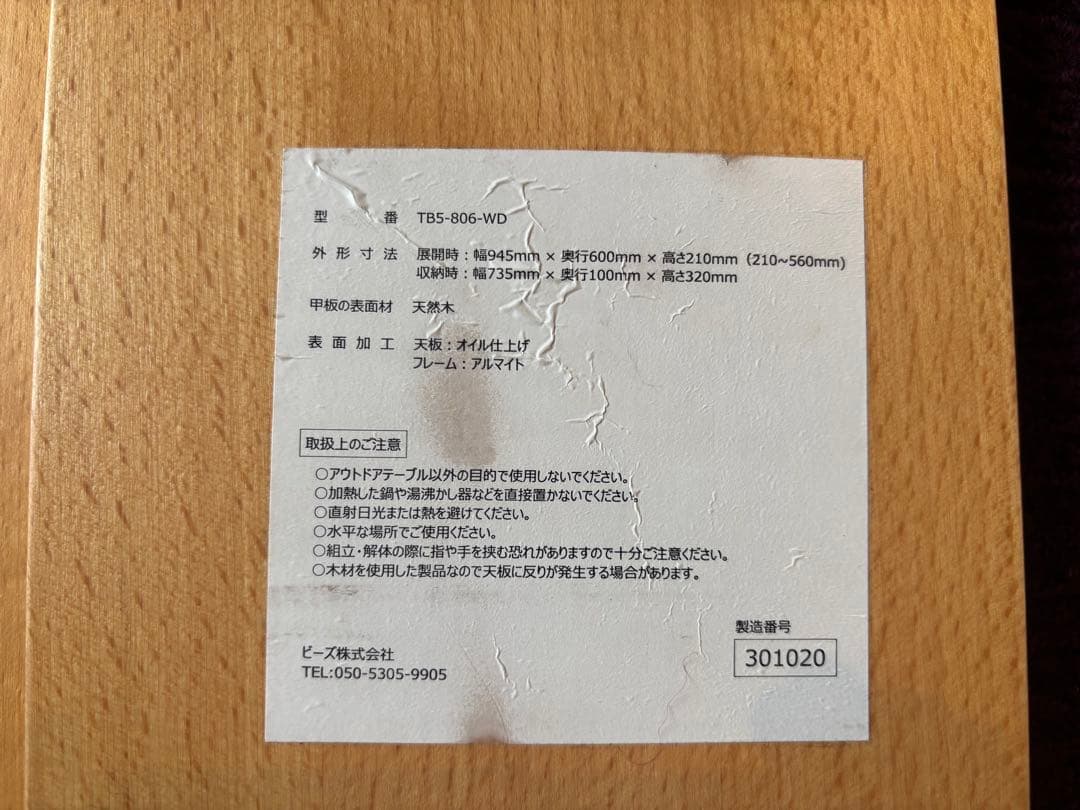 型番 TB5-806-WD
外形寸法 展開時：幅945mm × 奥行600mm × 高さ210mm（210~560mm）
収納時：幅735mm × 奥行100mm × 高さ320mm
甲板の表面材 天然木
表面加工 天板：オイル仕上げ
フレーム：アルマイト
取扱上のご注意
○アウトドアテーブル以外の目的で使用しないでください。
○加熱した鍋や湯沸かし器などを直接置かないでください。
○直射日光または熱を避けてください。
○水平な場所でご使用ください。
○組立・解体の際に指や手を挟む恐れがありますので十分ご注意ください。
○木材を使用した製品なので天板に反りが発生する場合があります。
製造番号
301020
ビーズ株式会社
TEL:050-5305-9905